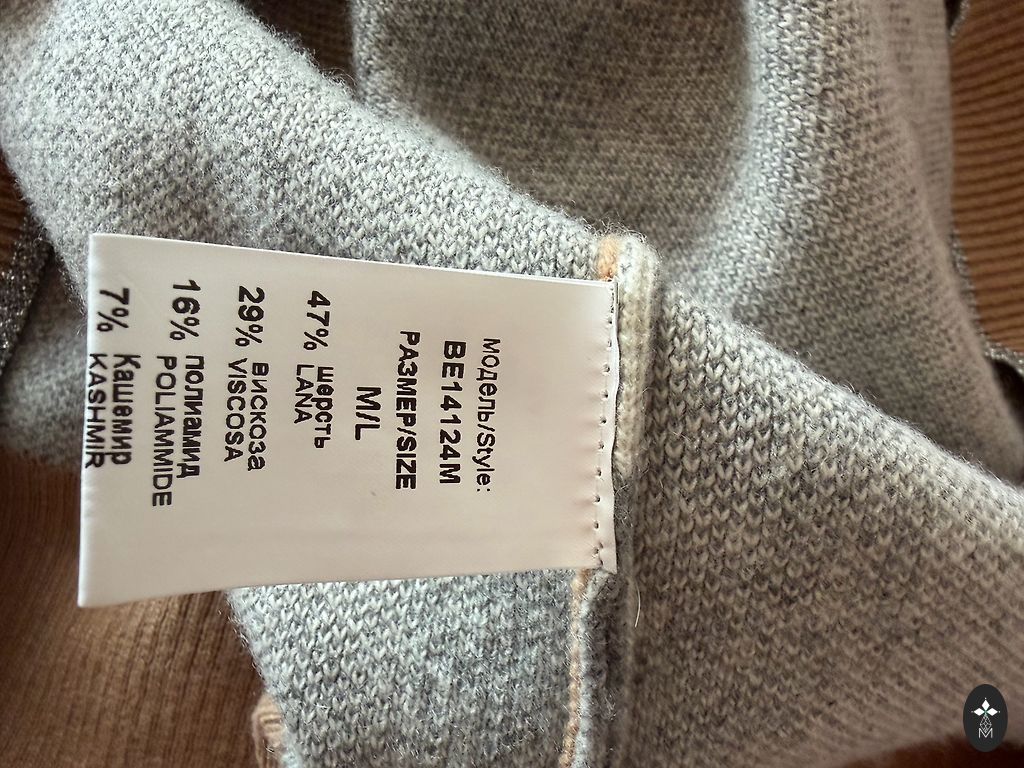 модель/Style:
BE14124M
РАЗМЕР/SIZE
M/L
47% шерсть
LANA
29% вискоза
VISCOSA
16% полиамид
POLIAMMIDE
7% Кашемир
KASHMIR
M